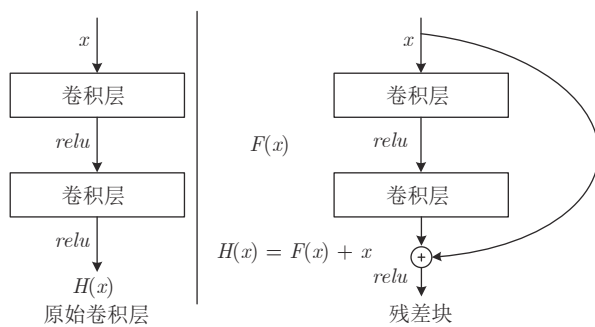 x
卷积层
relu
卷积层
relu
H(x)
原始卷积层
x
卷积层
relu
F(x)
卷积层
H(x) = F(x) + x
+
relu
残差块